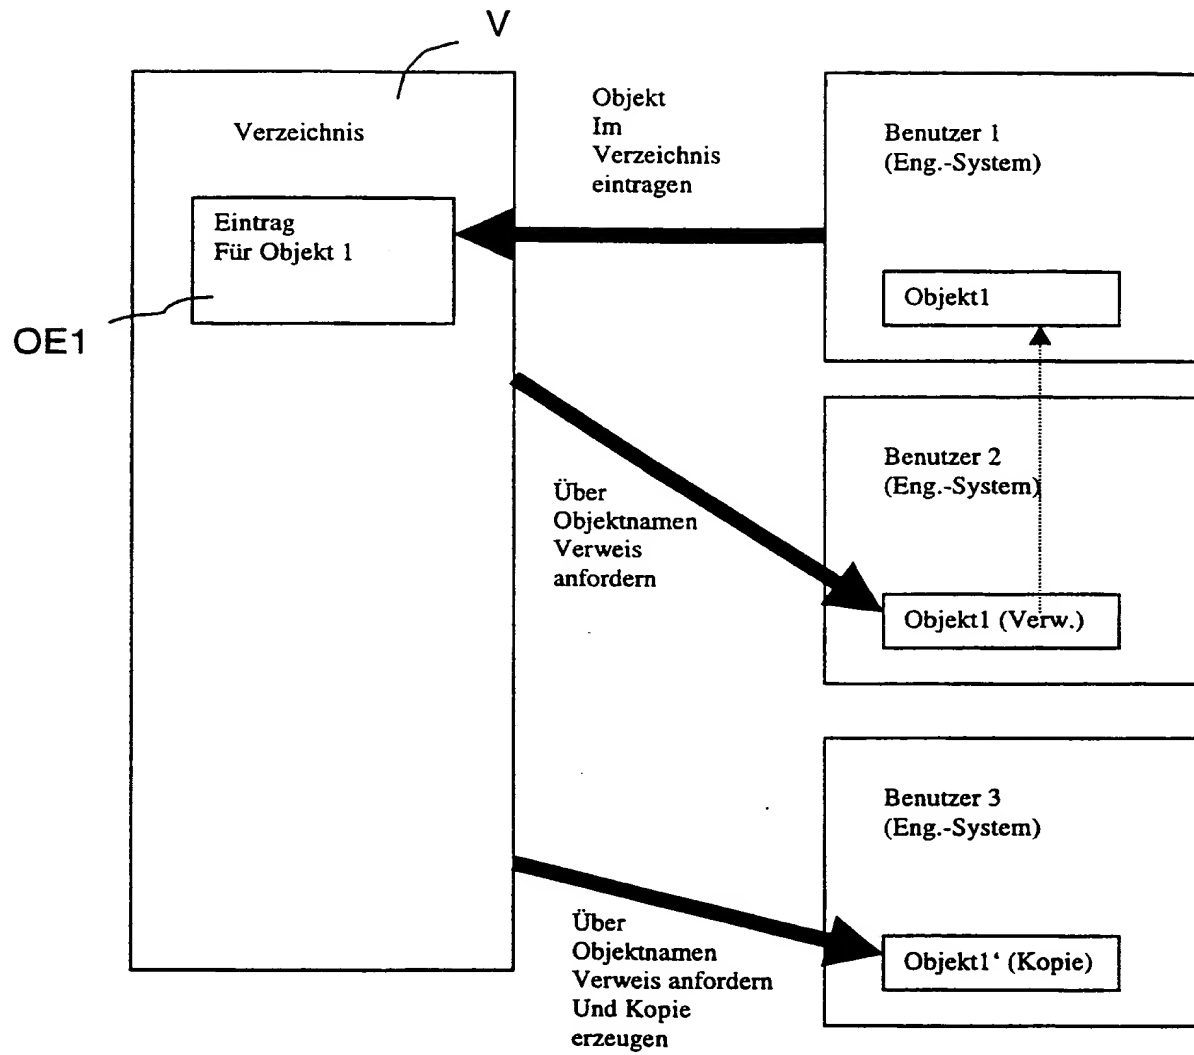 V
Verzeichnis
Eintrag
Für Objekt 1
OE1
Objekt
Im
Verzeichnis
eintragen
Benutzer 1
(Eng.-System)
Objekt1
Über
Objektnamen
Verweis
anfordern
Benutzer 2
(Eng.-System)
Objekt1 (Verw.)
Über
Objektnamen
Verweis anfordern
Und Kopie
erzeugen
Benutzer 3
(Eng.-System)
Objekt1‘ (Kopie)